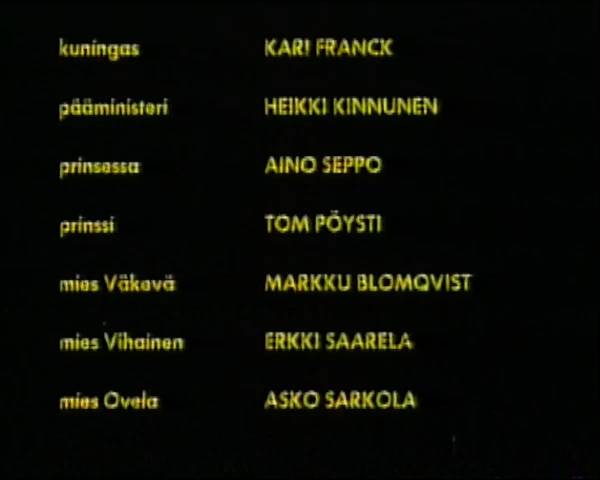 kuningas KARI FRANCK
pääministeri HEIKKI KINNUNEN
prinsessa AINO SEPPO
prinssi TOM PÖYSTI
mies Väkevä MARKKU BLOMQVIST
mies Vihainen ERKKI SAARELA
mies Ovela ASKO SARKOLA